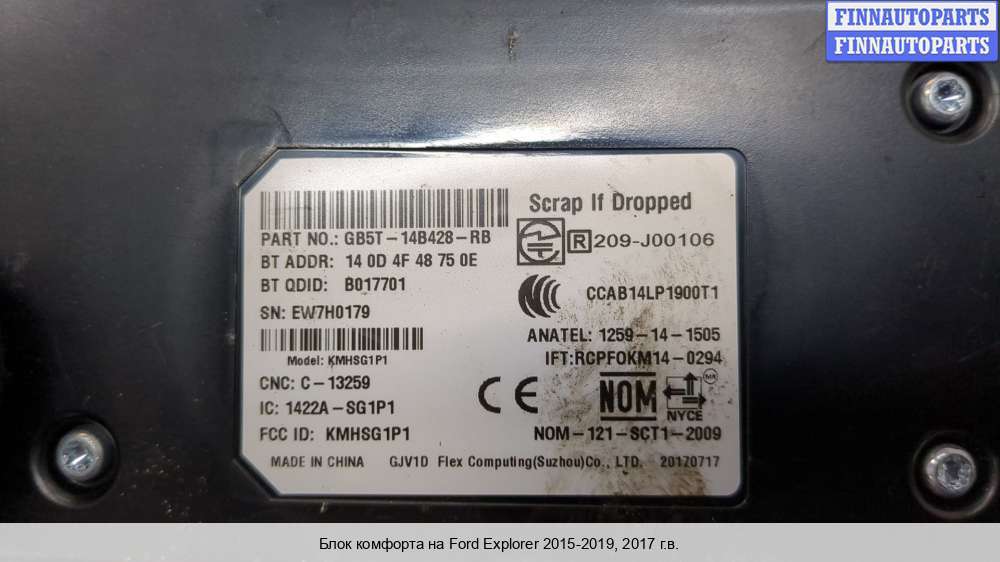 FINNAUTOPARTS
FINNAUTOPARTS
Scrap If Dropped
PART NO.: GB5T-14B428-RB
R 209-J00106
BT ADDR: 14 0D 4F 48 75 0E
BT QDID: B017701
CCAB14LP1900T1
SN: EW7H0179
ANATEL: 1259-14-1505
Model: KMHSG1P1
IFT:RCPFOKM14-0294
CNC: C-13259
CE
NOM
MX
NYCE
IC: 1422A-SG1P1
FCC ID: KMHSG1P1
NOM-121-SCT1-2009
MADE IN CHINA GJV1D Flex Computing(Suzhou)Co., LTD. 20170717
Блок комфорта на Ford Explorer 2015-2019, 2017 г.в.